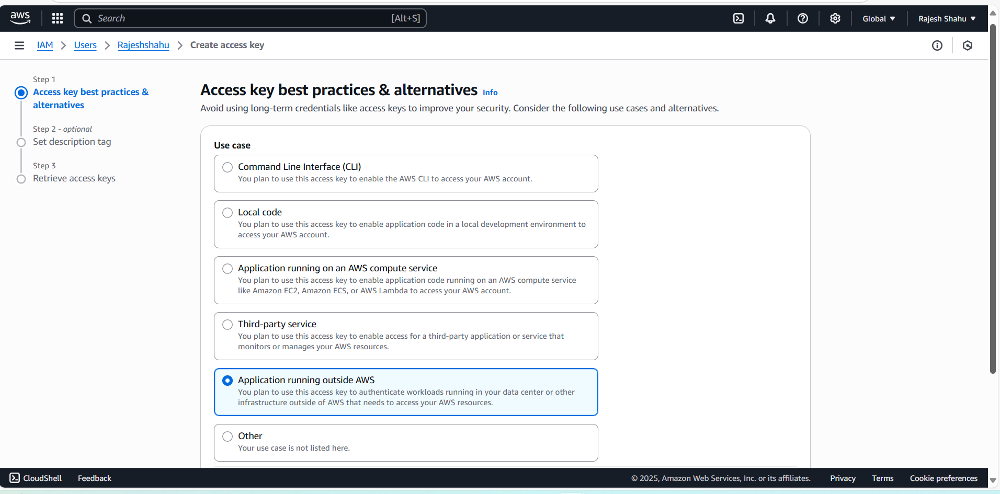 aws
Search [Alt+S]
Global
Rajesh Shahu
IAM
Users
Rajeshshahu
Create access key
Step 1
Access key best practices &
alternatives
Step 2 - optional
Set description tag
Step 3
Retrieve access keys
Access key best practices & alternatives Info
Avoid using long-term credentials like access keys to improve your security. Consider the following use cases and alternatives.
Use case
Command Line Interface (CLI)
You plan to use this access key to enable the AWS CLI to access your AWS account.
Local code
You plan to use this access key to enable application code in a local development environment to
access your AWS account.
Application running on an AWS compute service
You plan to use this access key to enable application code running on an AWS compute service
like Amazon EC2, Amazon ECS, or AWS Lambda to access your AWS account.
Third-party service
You plan to use this access key to enable access for a third-party application or service that
monitors or manages your AWS resources.
Application running outside AWS
You plan to use this access key to authenticate workloads running in your data center or other
infrastructure outside of AWS that needs to access your AWS resources.
Other
Your use case is not listed here.
CloudShell
Feedback
© 2025, Amazon Web Services, Inc. or its affiliates.
Privacy
Terms
Cookie preferences